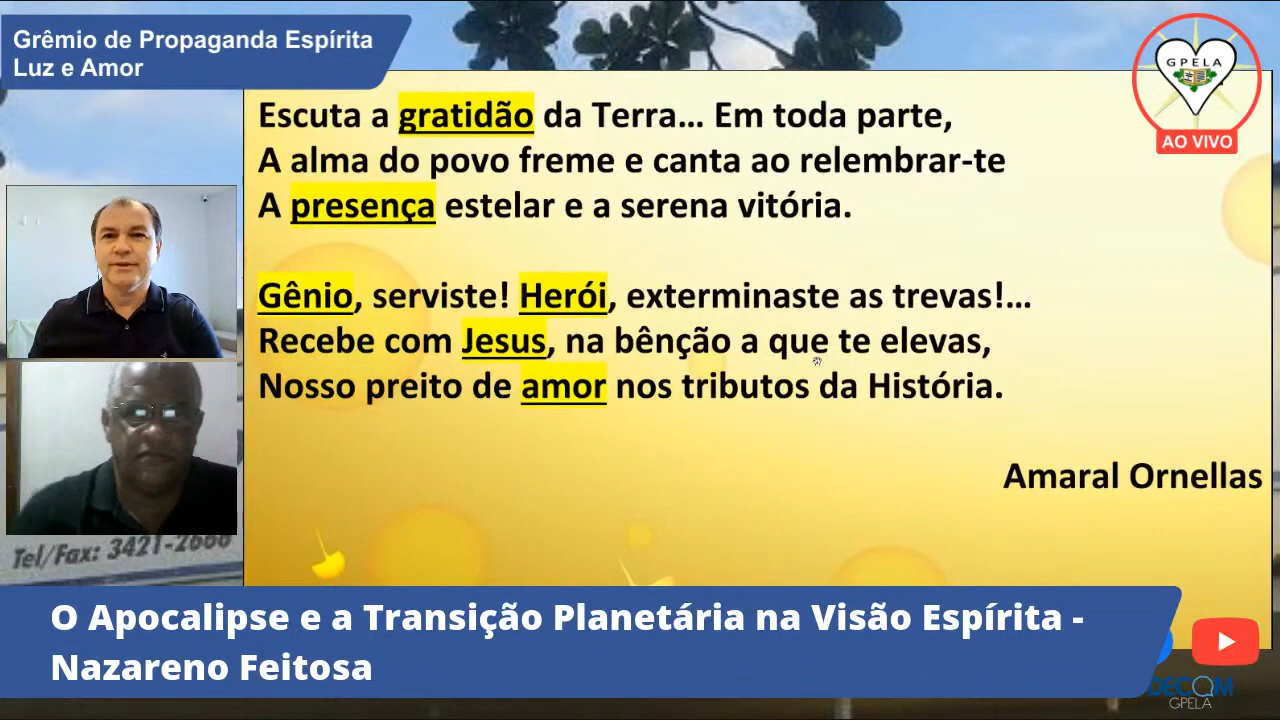 Grêmio de Propaganda Espírita
Luz e Amor
GPELA
AO VIVO
Escuta a gratidão da Terra... Em toda parte,
A alma do povo freme e canta ao relembrar-te
A presença estelar e a serena vitória.
Gênio, serviste! Herói, exterminaste as trevas!...
Recebe com Jesus, na bênção a que te elevas,
Nosso preito de amor nos tributos da História.
Amaral Ornellas
Tel/Fax: 3421-2666
O Apocalipse e a Transição Planetária na Visão Espírita -
Nazareno Feitosa
DECOM
GPELA